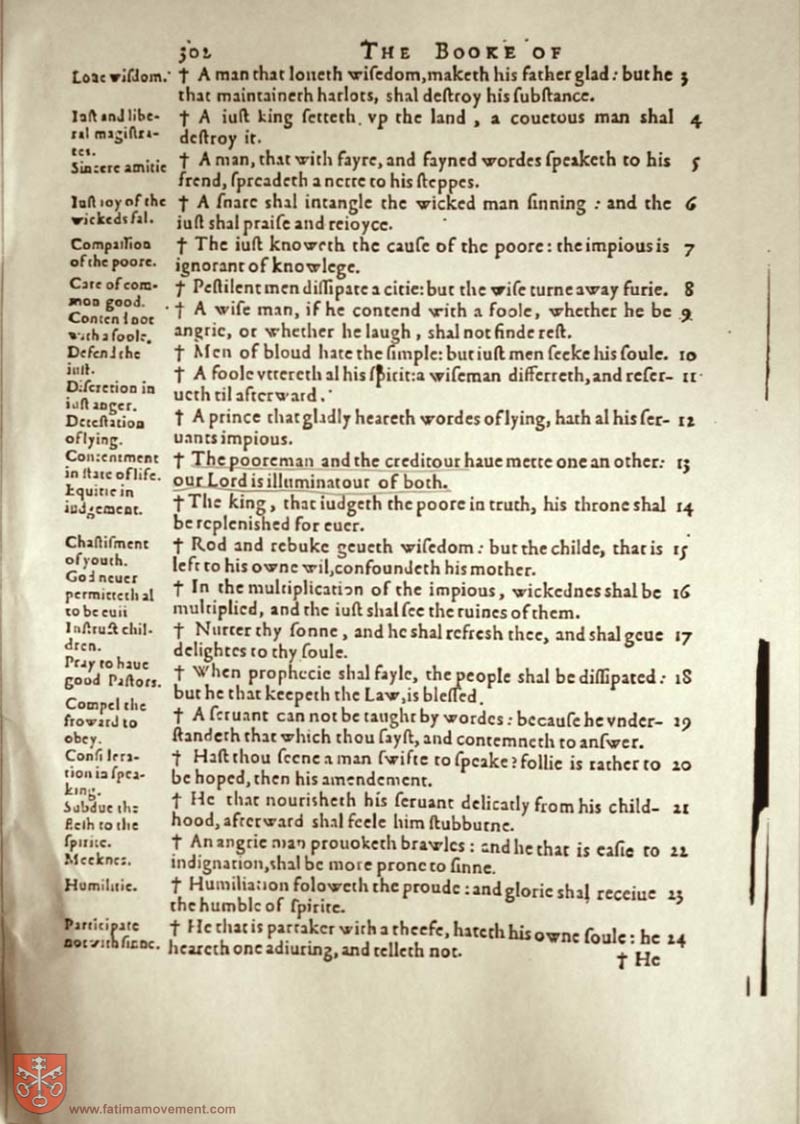 302 THE BOOKE OF
Loue wiſdom. † A man that loueth wiſedom, maketh his father glad: but he 3
that maintaineth harlots, shal deſtroy his ſubſtance.
Iuſt and libe- † A iuſt king ſetteth vp the land, a couetous man shal 4
ral magiſtra- deſtroy it.
tes.
Sincere amitie † A man, that with fayre, and fayned wordes ſpeaketh to his 5
frend, ſpreadeth a nette to his ſteppes.
Iuſt ioy of the † A ſnare shal intangle the wicked man ſinning: and the 6
wickeds fal. iuſt shal praiſe and reioyce.
Compaſſion † The iuſt knoweth the cauſe of the poore: the impious is 7
of the poore. ignorant of knowlege.
Care of com- † Peſtilent men diſſipate a citie: but the wiſe turne away furie. 8
mon good.
Contend not † A wiſe man, if he contend with a foole, whether he be 9
with a foole. angrie, or whether he laugh, shal not finde reſt.
Defend the † Men of bloud hate the ſimple: but iuſt men ſeeke his ſoule. 10
iuſt.
Diſcretion in † A foole vttereth al his ſpirit: a wiſeman differreth, and reſer- 11
iuſt anger. ueth til afterward.
Deteſtation † A prince that gladly heareth wordes of lying, hath al his ſer- 12
of lying. uants impious.
Contentment † The pooreman and the creditour haue mette one an other: 13
in ſtate of life. our Lord is illuminatour of both.
Equitie in † The king, that iudgeth the poore in truth, his throne shal 14
iudgement. be repleniſhed for euer.
Chaſtiſment † Rod and rebuke geueth wiſedom: but the childe, that is 15
of youth. left to his owne wil, confoundeth his mother.
God neuer † In the multiplication of the impious, wickednes shal be 16
permitteth al multiplied, and the iuſt shal ſee the ruines of them.
to be euil
Inſtruct chil- † Nurter thy ſonne, and he shal refresh thee, and shal geue 17
dren. delightes to thy ſoule.
Pray to haue † When prophecie shal fayle, the people shal be diſſipated: 18
good Paſtors. but he that keepeth the Law, is bleſſed.
Compel the † A ſeruant can not be taught by wordes: becauſe he vnder- 19
froward to ſtandeth that which thou ſayſt, and contemneth to anſwer.
obey.
Conſidera- † Haſt thou ſeene a man ſwifte to ſpeake? follie is rather to 20
tion in ſpea- be hoped, then his amendement.
king.
Subdue the † He that nouriſheth his ſeruant delicatly from his child- 21
fleſh to the hood, afterward shal feele him ſtubburne.
ſpirite. † An angrie man prouoketh brawles: and he that is eaſie to 22
Meeknes. indignation, shal be more prone to ſinne.
Humilitie. † Humiliation foloweth the proude: and glorie shal receiue 23
the humble of ſpirite.
Participate † He that is partaker with a theefe, hateth his owne ſoule: he 24
not with ſinne. heareth one adiuring, and telleth not.
† He
www.fatimamovement.com